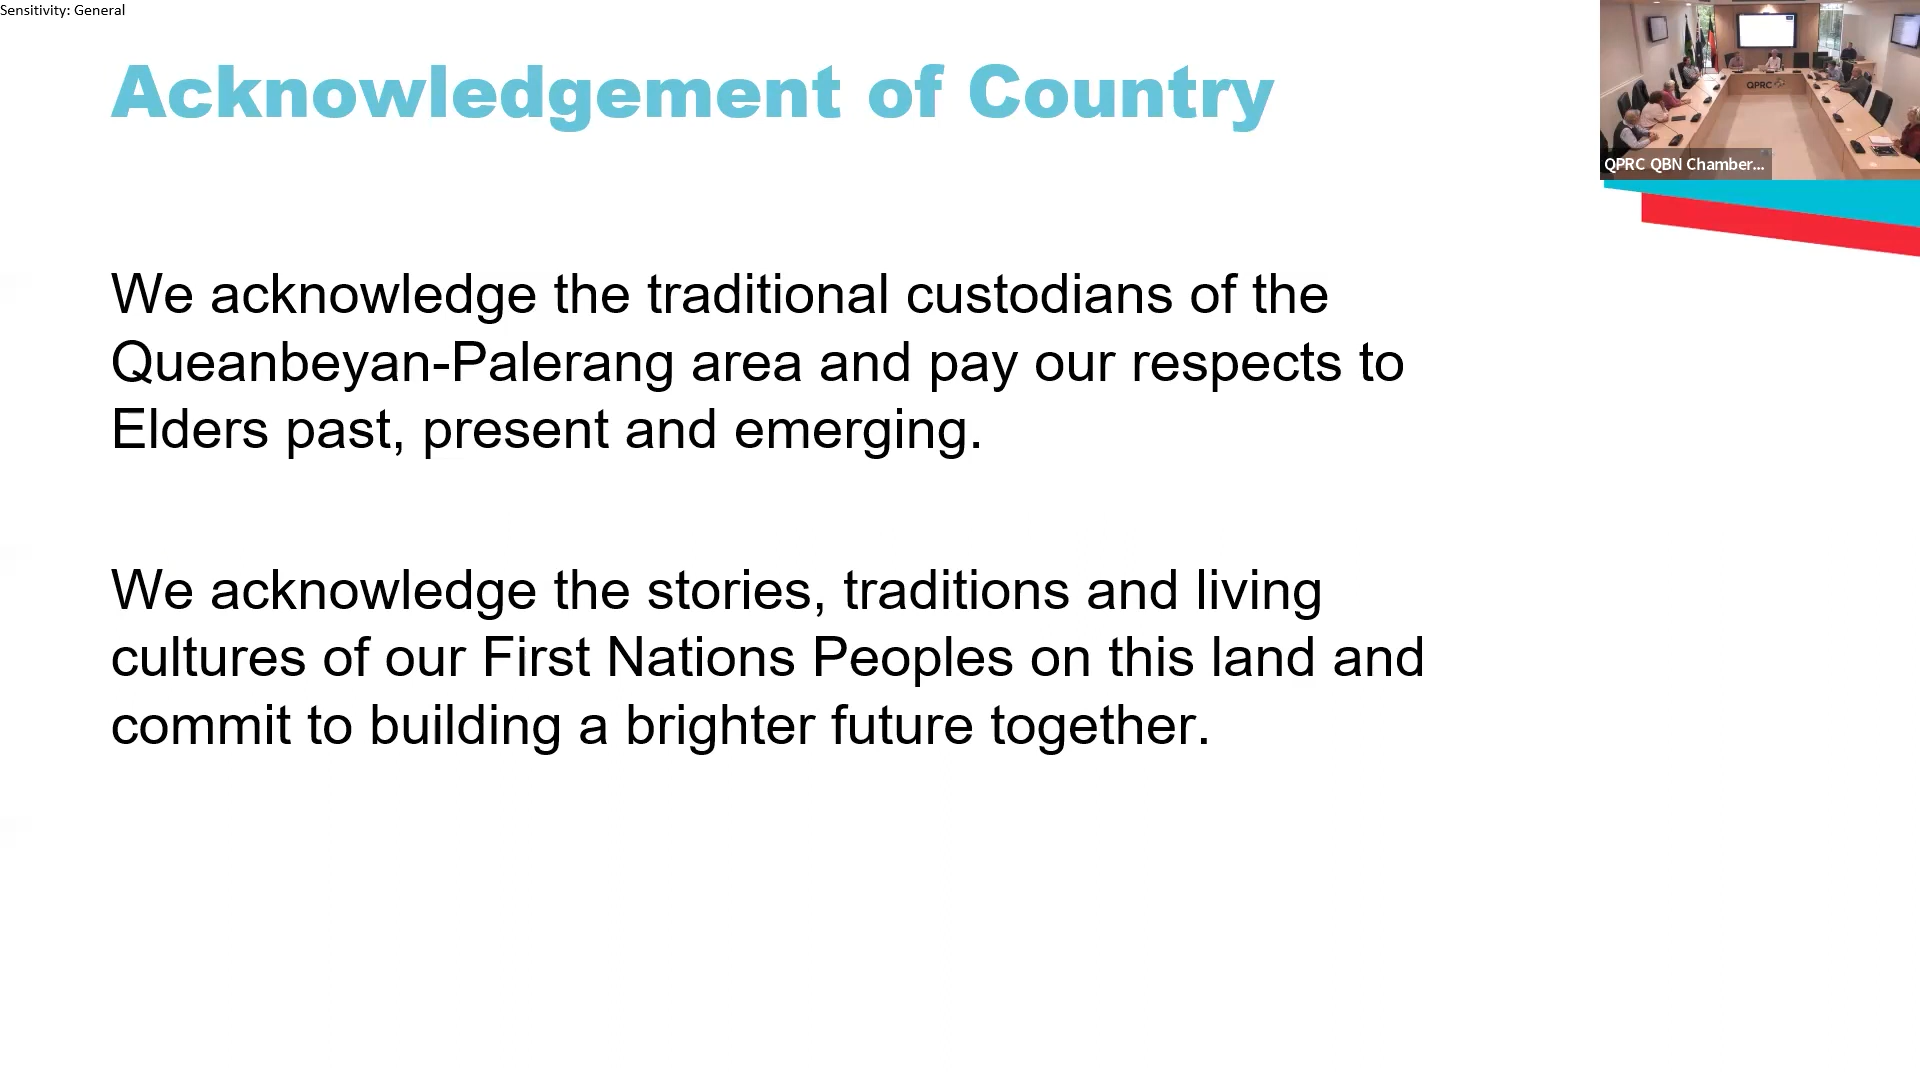 Sensitivity: General
Acknowledgement of Country
QPRC
QPRC QBN Chamber...
We acknowledge the traditional custodians of the
Queanbeyan-Palerang area and pay our respects to
Elders past, present and emerging.
We acknowledge the stories, traditions and living
cultures of our First Nations Peoples on this land and
commit to building a brighter future together.